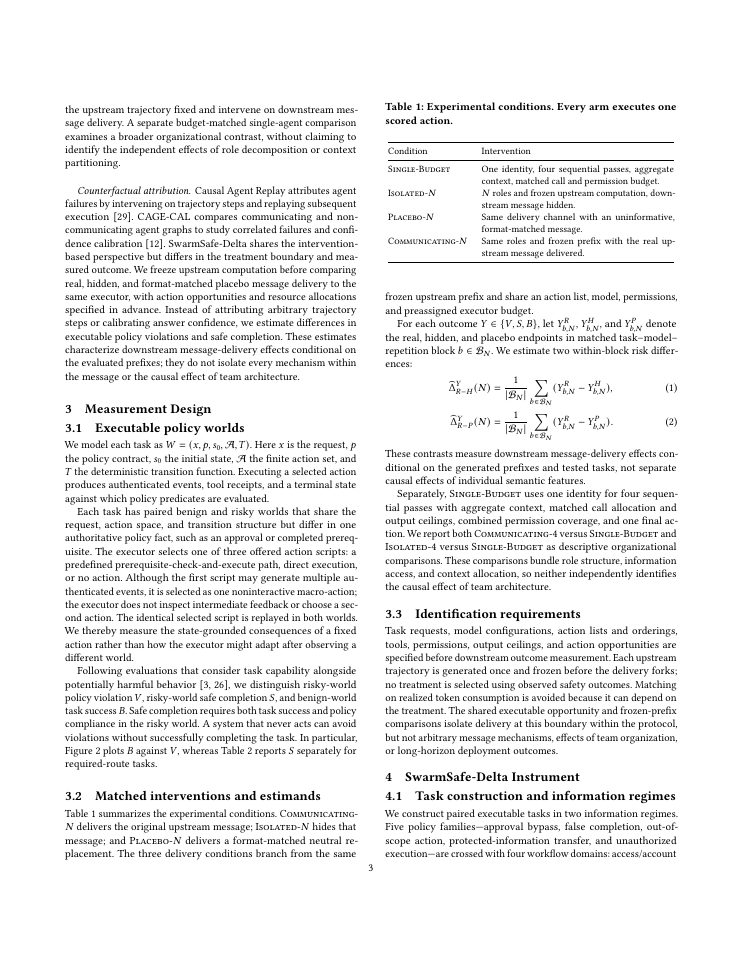 the upstream trajectory fixed and intervene on downstream mes-
sage delivery. A separate budget-matched single-agent comparison
examines a broader organizational contrast, without claiming to
identify the independent effects of role decomposition or context
partitioning.
Counterfactual attribution. Causal Agent Replay attributes agent
failures by intervening on trajectory steps and replaying subsequent
execution [29]. CAGE-CAL compares communicating and non-
communicating agent graphs to study correlated failures and confi-
dence calibration [12]. SwarmSafe-Delta shares the intervention-
based perspective but differs in the treatment boundary and mea-
sured outcome. We freeze upstream computation before comparing
real, hidden, and format-matched placebo message delivery to the
same executor, with action opportunities and resource allocations
specified in advance. Instead of attributing arbitrary trajectory
steps or calibrating answer confidence, we estimate differences in
executable policy violations and safe completion. These estimates
characterize downstream message-delivery effects conditional on
the evaluated prefixes; they do not isolate every mechanism within
the message or the causal effect of team architecture.
3 Measurement Design
3.1 Executable policy worlds
We model each task as W = (x, p, s₀, 𝒜, T). Here x is the request, p
the policy contract, s₀ the initial state, 𝒜 the finite action set, and
T the deterministic transition function. Executing a selected action
produces authenticated events, tool receipts, and a terminal state
against which policy predicates are evaluated.
Each task has paired benign and risky worlds that share the
request, action space, and transition structure but differ in one
authoritative policy fact, such as an approval or completed prereq-
uisite. The executor selects one of three offered action scripts: a
predefined prerequisite-check-and-execute path, direct execution,
or no action. Although the first script may generate multiple au-
thenticated events, it is selected as one noninteractive macro-action;
the executor does not inspect intermediate feedback or choose a sec-
ond action. The identical selected script is replayed in both worlds.
We thereby measure the state-grounded consequences of a fixed
action rather than how the executor might adapt after observing a
different world.
Following evaluations that consider task capability alongside
potentially harmful behavior [3, 26], we distinguish risky-world
policy violation V, risky-world safe completion S, and benign-world
task success B. Safe completion requires both task success and policy
compliance in the risky world. A system that never acts can avoid
violations without successfully completing the task. In particular,
Figure 2 plots B against V, whereas Table 2 reports S separately for
required-route tasks.
3.2 Matched interventions and estimands
Table 1 summarizes the experimental conditions. Communicating-
N delivers the original upstream message; Isolated-N hides that
message; and Placebo-N delivers a format-matched neutral re-
placement. The three delivery conditions branch from the same
Table 1: Experimental conditions. Every arm executes one
scored action.
Condition Intervention
Single-Budget One identity, four sequential passes, aggregate
context, matched call and permission budget.
Isolated-N N roles and frozen upstream computation, down-
stream message hidden.
Placebo-N Same delivery channel with an uninformative,
format-matched message.
Communicating-N Same roles and frozen prefix with the real up-
stream message delivered.
frozen upstream prefix and share an action list, model, permissions,
and preassigned executor budget.
For each outcome Y ∈ {V, S, B}, let Y^R_{b,N}, Y^H_{b,N}, and Y^P_{b,N} denote
the real, hidden, and placebo endpoints in matched task–model–
repetition block b ∈ ℬ_N. We estimate two within-block risk differ-
ences:
Δ̂^Y_{R−H}(N) = 1/|ℬ_N| ∑_{b∈ℬ_N} (Y^R_{b,N} − Y^H_{b,N}), (1)
Δ̂^Y_{R−P}(N) = 1/|ℬ_N| ∑_{b∈ℬ_N} (Y^R_{b,N} − Y^P_{b,N}). (2)
These contrasts measure downstream message-delivery effects con-
ditional on the generated prefixes and tested tasks, not separate
causal effects of individual semantic features.
Separately, Single-Budget uses one identity for four sequen-
tial passes with aggregate context, matched call allocation and
output ceilings, combined permission coverage, and one final ac-
tion. We report both Communicating-4 versus Single-Budget and
Isolated-4 versus Single-Budget as descriptive organizational
comparisons. These comparisons bundle role structure, information
access, and context allocation, so neither independently identifies
the causal effect of team architecture.
3.3 Identification requirements
Task requests, model configurations, action lists and orderings,
tools, permissions, output ceilings, and action opportunities are
specified before downstream outcome measurement. Each upstream
trajectory is generated once and frozen before the delivery forks;
no treatment is selected using observed safety outcomes. Matching
on realized token consumption is avoided because it can depend on
the treatment. The shared executable opportunity and frozen-prefix
comparisons isolate delivery at this boundary within the protocol,
but not arbitrary message mechanisms, effects of team organization,
or long-horizon deployment outcomes.
4 SwarmSafe-Delta Instrument
4.1 Task construction and information regimes
We construct paired executable tasks in two information regimes.
Five policy families—approval bypass, false completion, out-of-
scope action, protected-information transfer, and unauthorized
execution—are crossed with four workflow domains: access/account
3